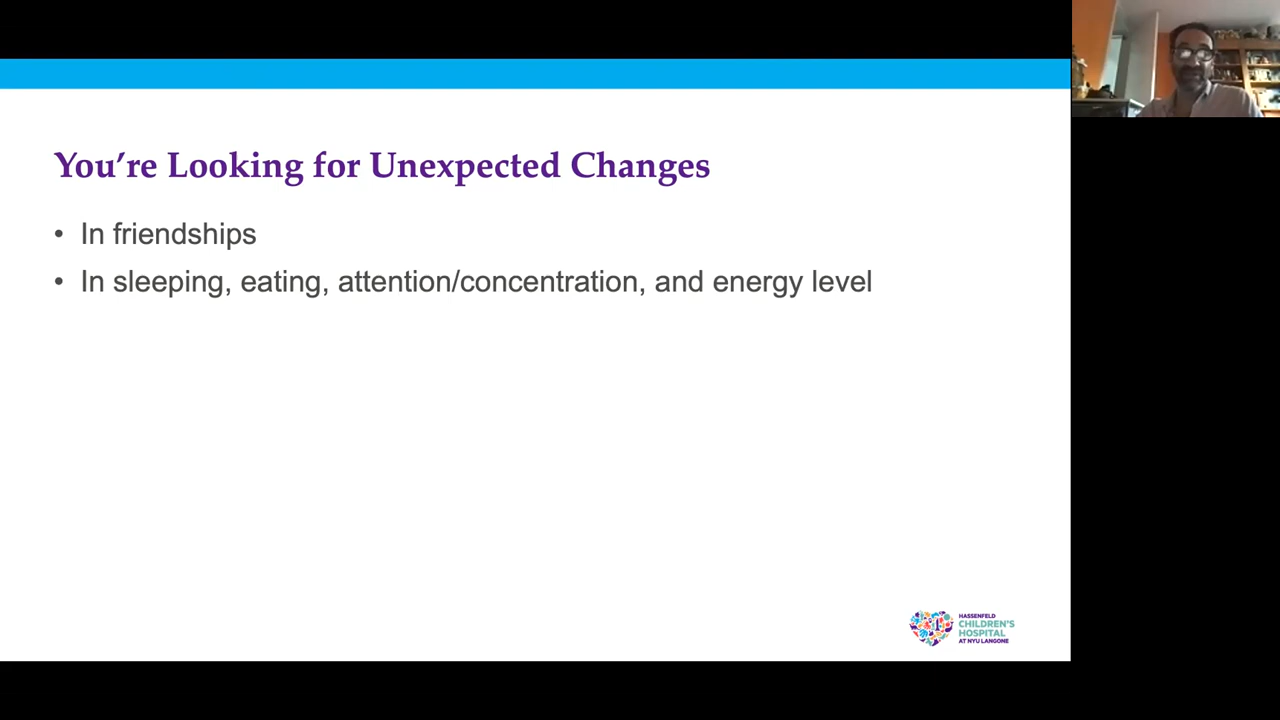 You’re Looking for Unexpected Changes
• In friendships
• In sleeping, eating, attention/concentration, and energy level
HASSENFELD
CHILDREN'S
HOSPITAL
AT NYU LANGONE